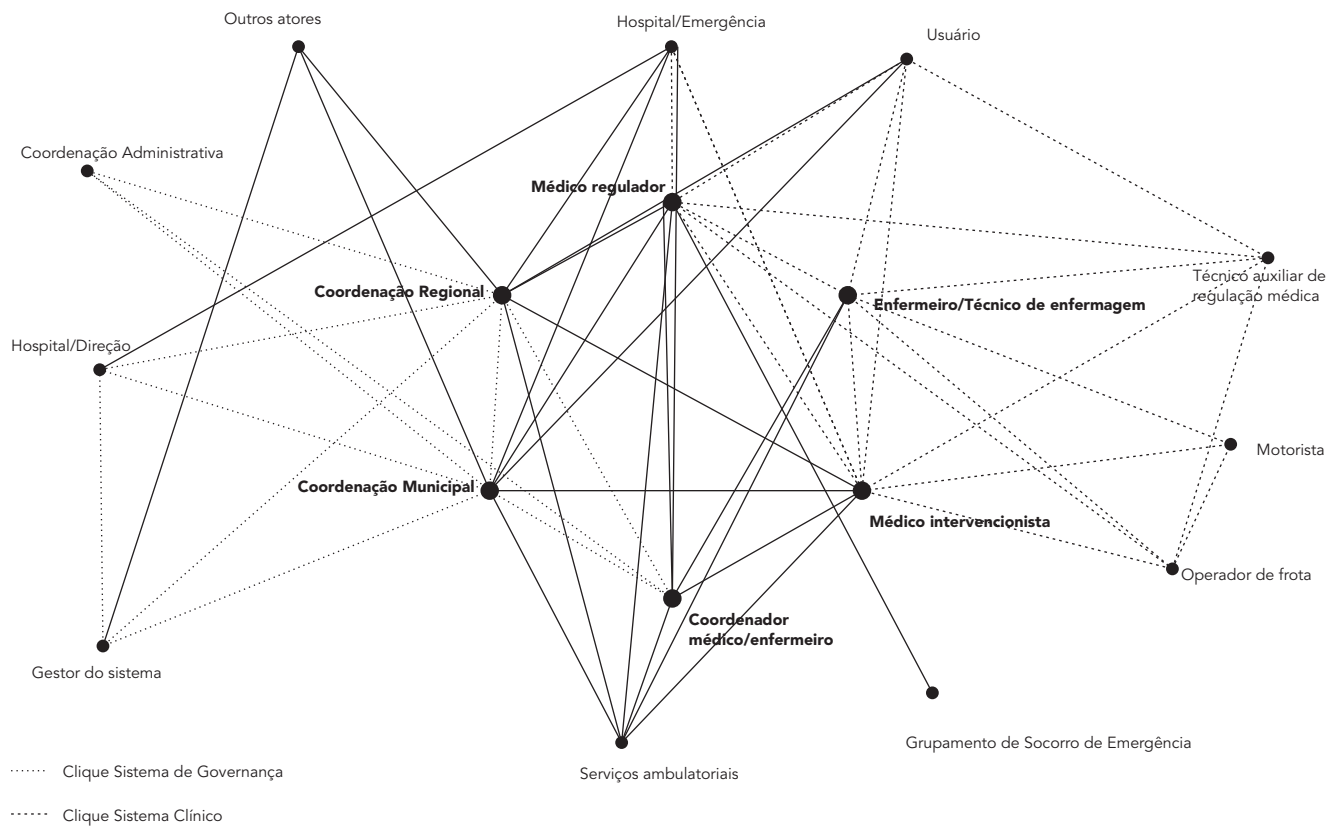 Outros atores
Hospital/Emergência
Usuário
Coordenação Administrativa
Médico regulador
Técnico auxiliar de
regulação médica
Coordenação Regional
Enfermeiro/Técnico de enfermagem
Hospital/Direção
Motorista
Coordenação Municipal
Médico intervencionista
Operador de frota
Coordenador
médico/enfermeiro
Gestor do sistema
Grupamento de Socorro de Emergência
Serviços ambulatoriais
Clique Sistema de Governança
Clique Sistema Clínico